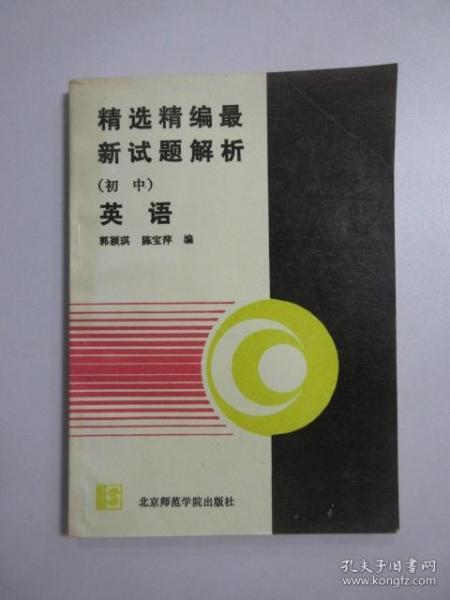 精选精编最
新试题解析
(初 中)
英 语
郭颖琪 陈宝萍 编
北京师范学院出版社
孔夫子旧书网
www.kongfz.com